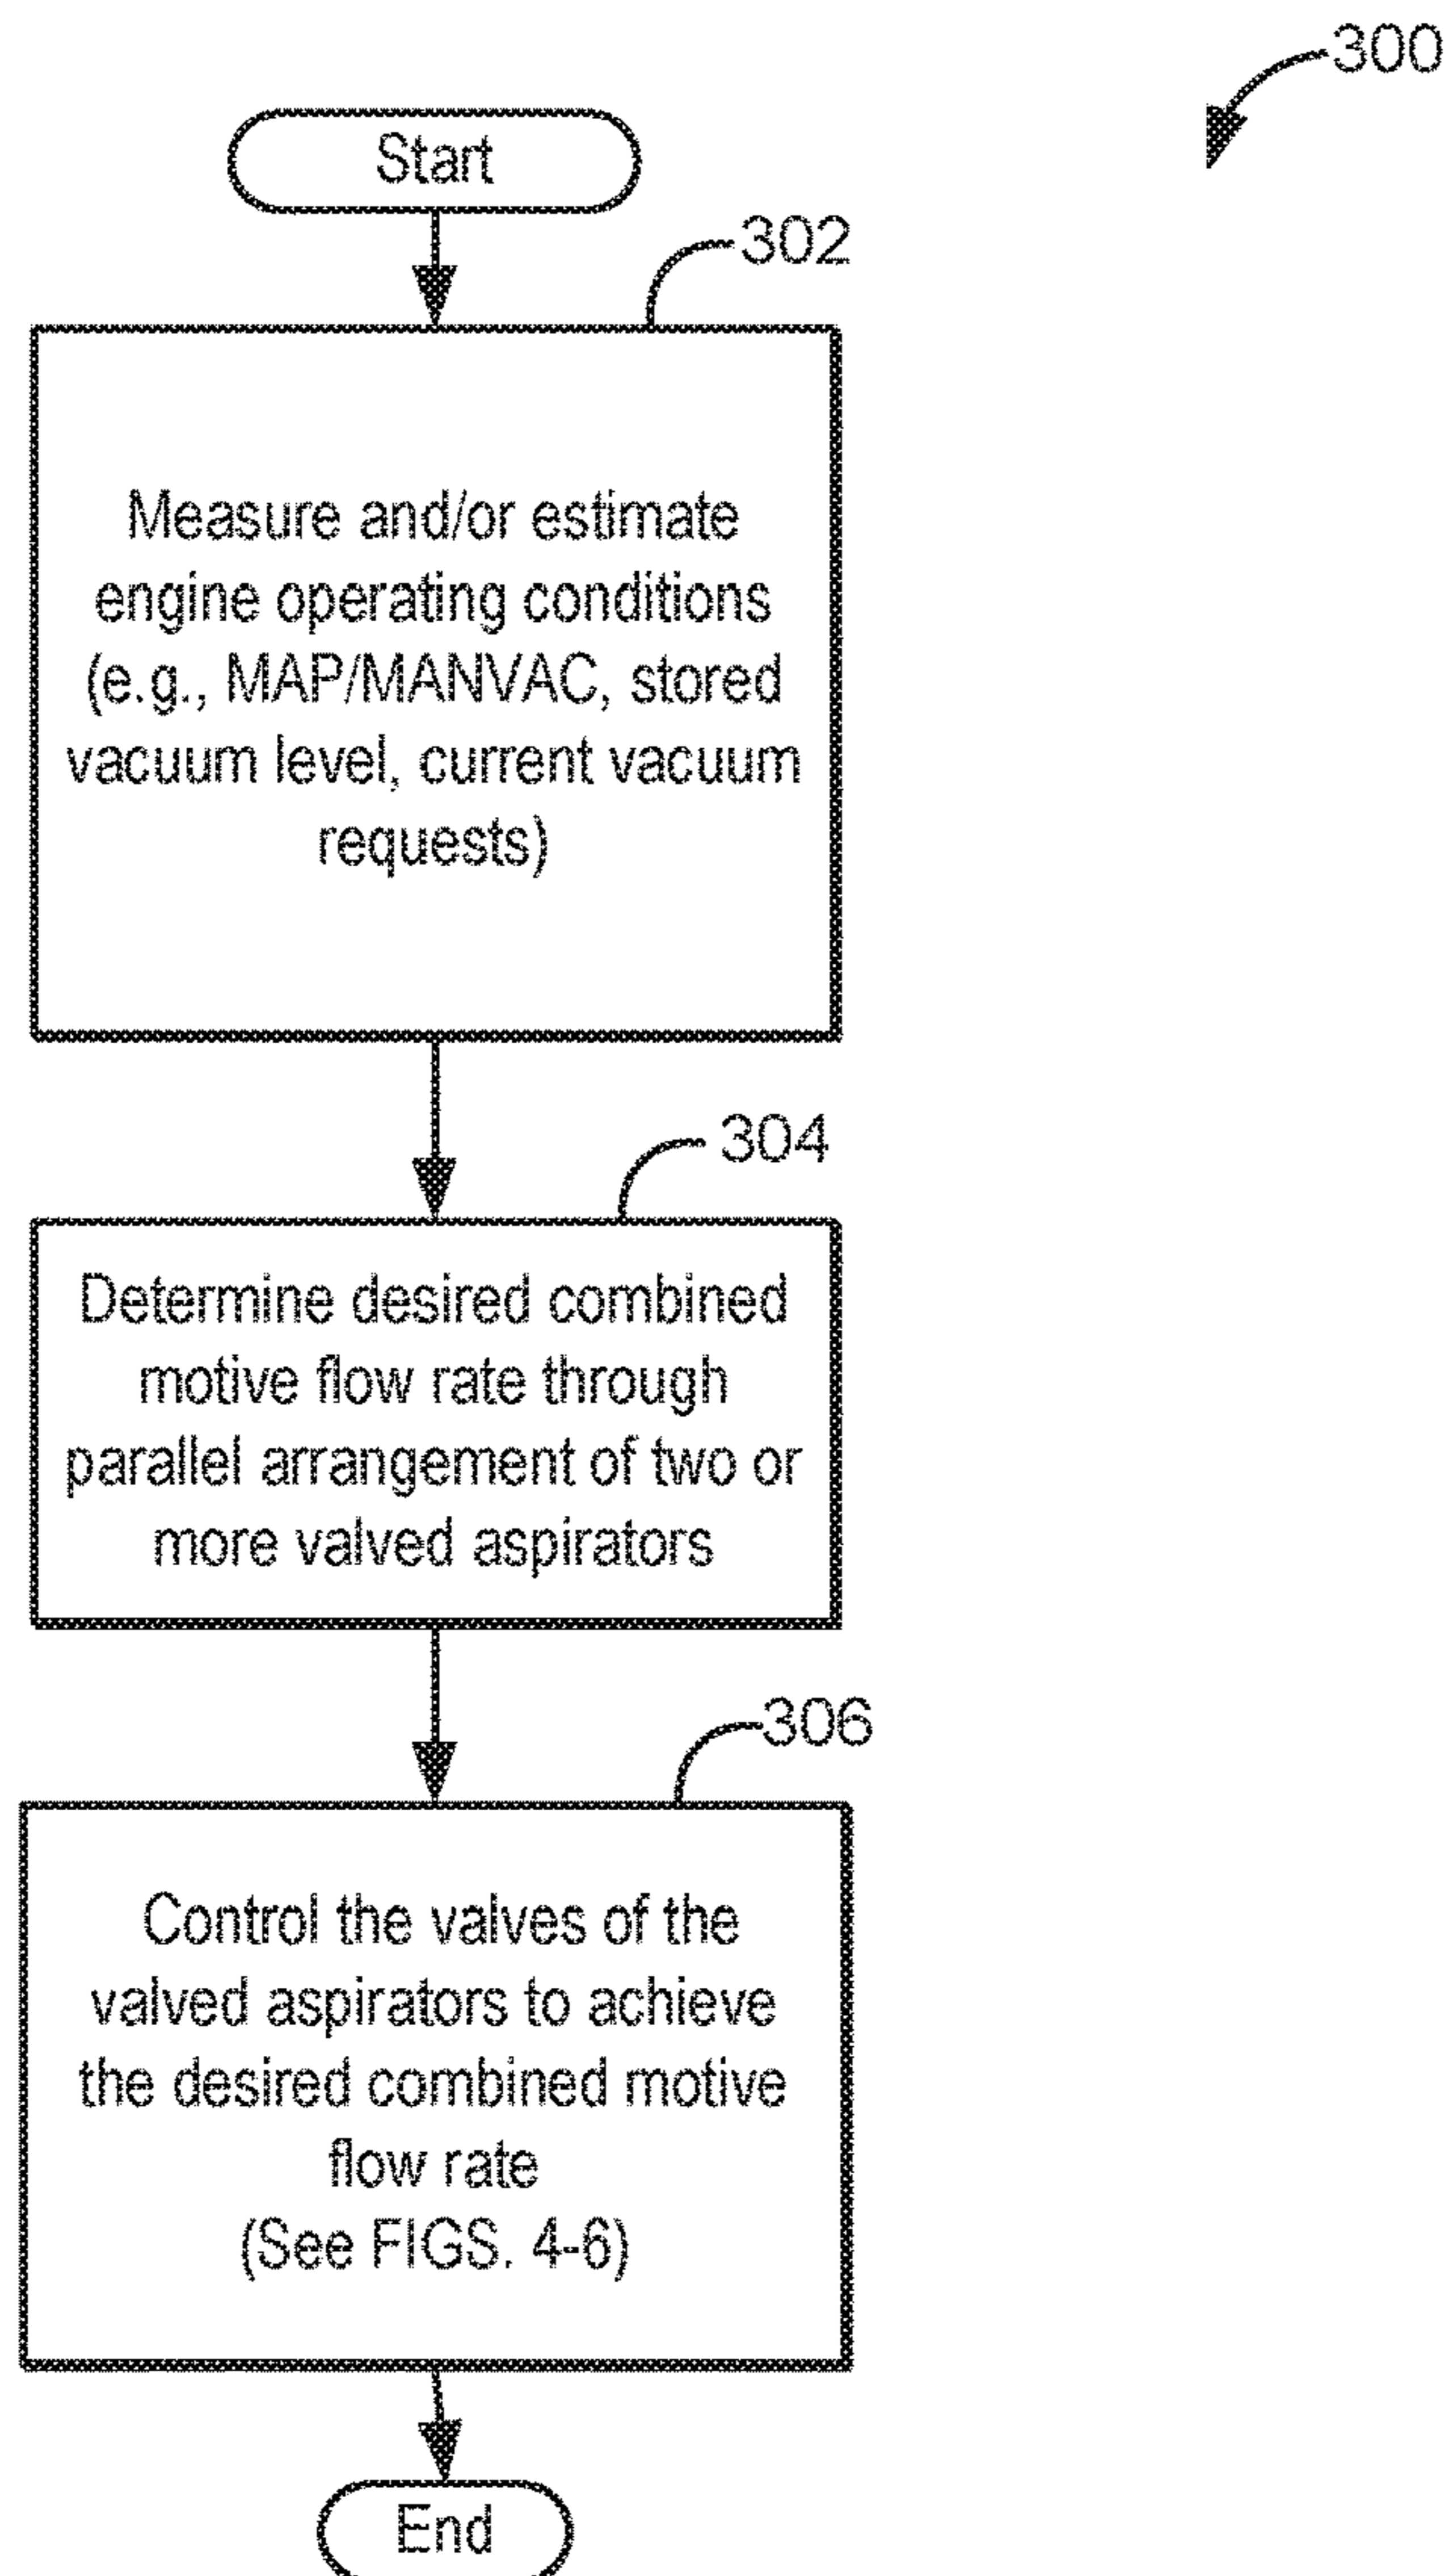 300
Start
302
Measure and/or estimate
engine operating conditions
(e.g., MAP/MANVAC, stored
vacuum level, current vacuum
requests)
304
Determine desired combined
motive flow rate through
parallel arrangement of two or
more valved aspirators
306
Control the valves of the
valved aspirators to achieve
the desired combined motive
flow rate
(See FIGS. 4-6)
End